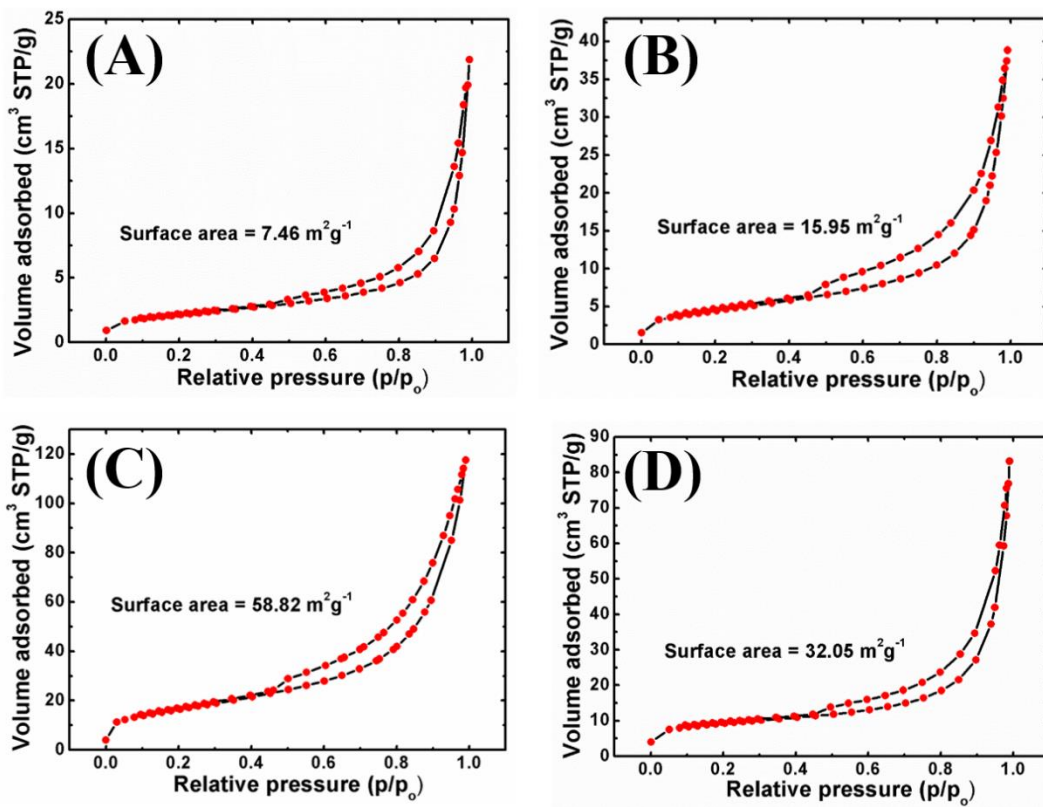 (A)
Volume adsorbed (cm³ STP/g)
25
20
15
10
5
0
Surface area = 7.46 m²g⁻¹
0.0 0.2 0.4 0.6 0.8 1.0
Relative pressure (p/pₒ)
(B)
Volume adsorbed (cm³ STP/g)
40
35
30
25
20
15
10
5
0
Surface area = 15.95 m²g⁻¹
0.0 0.2 0.4 0.6 0.8 1.0
Relative pressure (p/pₒ)
(C)
Volume adsorbed (cm³ STP/g)
120
100
80
60
40
20
0
Surface area = 58.82 m²g⁻¹
0.0 0.2 0.4 0.6 0.8 1.0
Relative pressure (p/pₒ)
(D)
Volume adsorbed (cm³ STP/g)
90
80
70
60
50
40
30
20
10
0
Surface area = 32.05 m²g⁻¹
0.0 0.2 0.4 0.6 0.8 1.0
Relative pressure (p/pₒ)